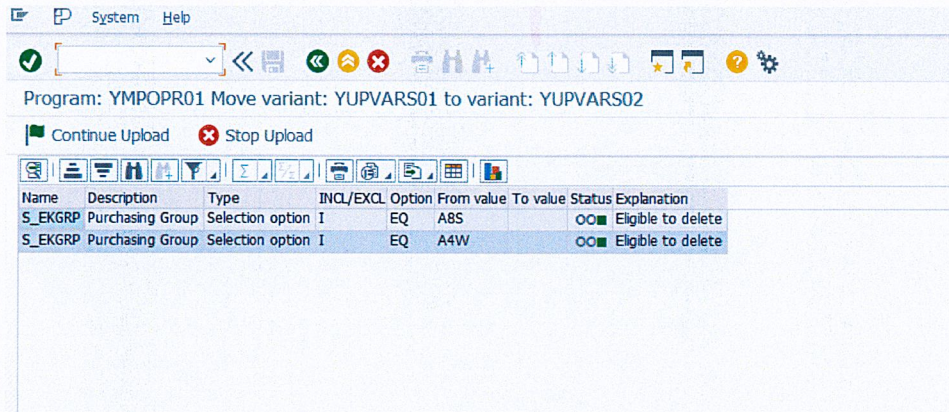 System Help
Program: YMPOPR01 Move variant: YUPVARS01 to variant: YUPVARS02
Continue Upload Stop Upload
Name Description Type INCL/EXCL Option From value To value Status Explanation
S_EKGRP Purchasing Group Selection option I EQ A8S Eligible to delete
S_EKGRP Purchasing Group Selection option I EQ A4W Eligible to delete